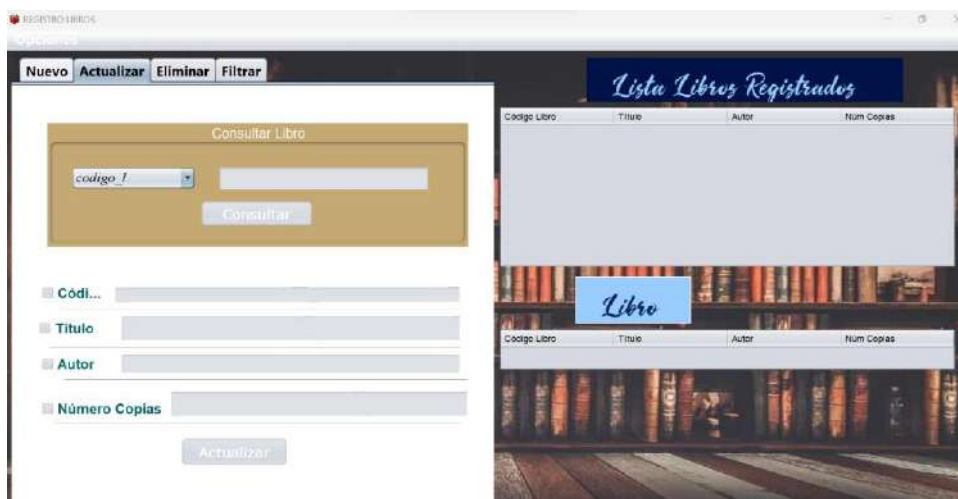 REGISTRO LIBROS
Opciones
Nuevo Actualizar Eliminar Filtrar
Consultar Libro
codigo_l
Consultar
Códi...
Titulo
Autor
Número Copias
Actualizar
Lista Libros Registrados
Codigo Libro Titulo Autor Num Copias
Libro
Codigo Libro Titulo Autor Num Copias